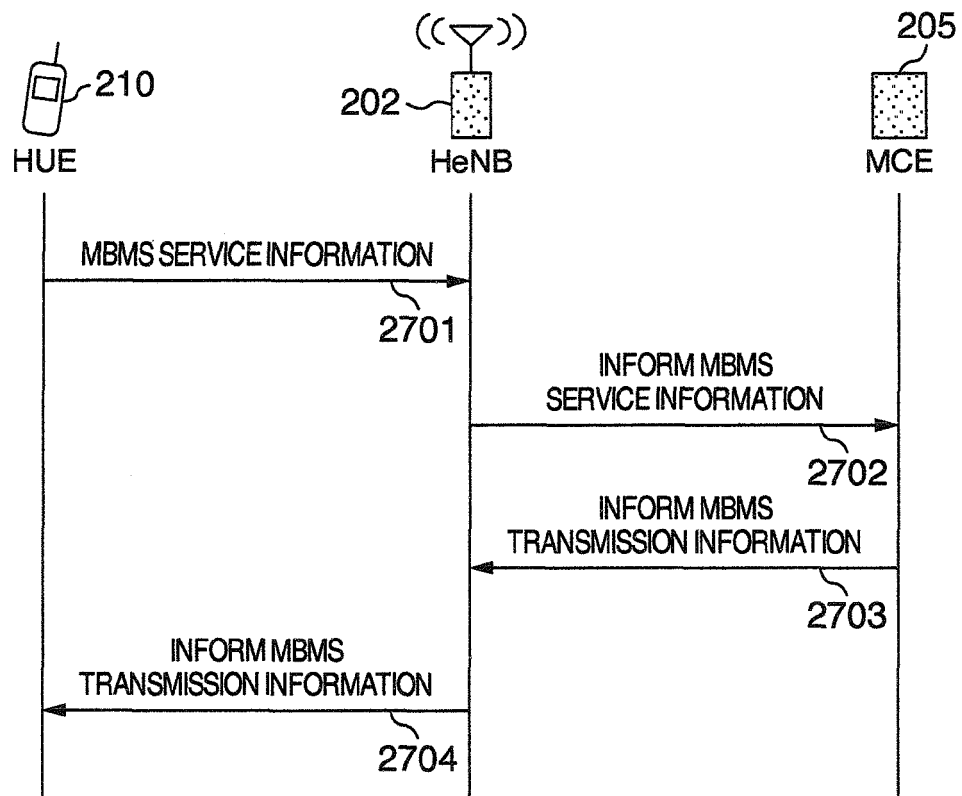 205
210
202
HUE
HeNB
MCE
MBMS SERVICE INFORMATION
2701
INFORM MBMS
SERVICE INFORMATION
2702
INFORM MBMS
TRANSMISSION INFORMATION
2703
INFORM MBMS
TRANSMISSION INFORMATION
2704